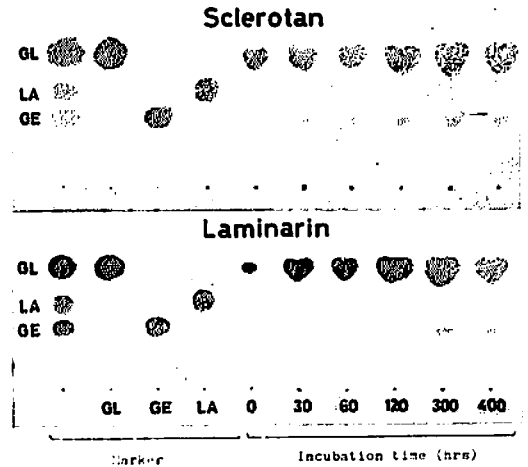 Sclerotan
GL
LA
GE
Laminarin
GL
LA
GE
GL GE LA 0 30 60 120 300 400
Marker Incubation time (hrs)